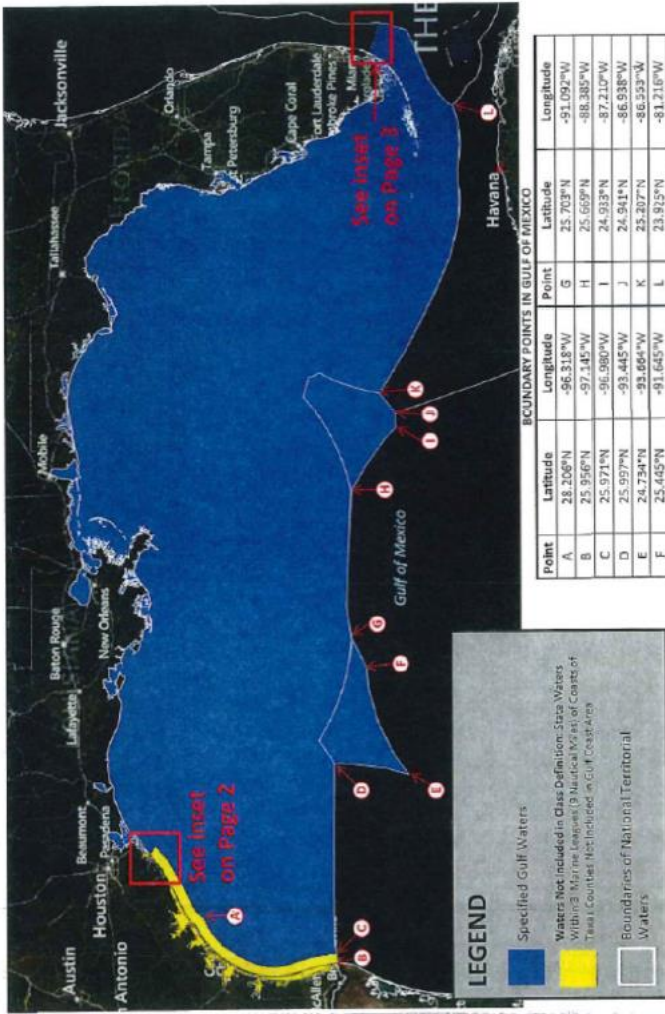 Jacksonville
Tallahassee
Orlando
Tampa
Petersburg
Cape Coral
Fort Lauderdale
Mobile
Baton Rouge
Lafayette
New Orleans
Beaumont
Pasadena
Houston
Austin
Antonio
See inset
on Page 2
See inset
on Page 3
THE
Havana
Gulf of Mexico
A
B
C
D
E
F
G
H
I
J
K
L
LEGEND
Specified Gulf Waters
Waters Not Included in Class Definition: State Waters
Within 3 Marine Leagues (9 Nautical Miles) of Coasts of
Texas Counties Not Included in Gulf Coast Area
Boundaries of National Territorial
Waters
BOUNDARY POINTS IN GULF OF MEXICO
Point Latitude Longitude Point Latitude Longitude
A 28.206°N -96.318°W G 25.703°N -91.092°W
B 25.956°N -97.145°W H 25.669°N -88.385°W
C 25.971°N -96.980°W I 24.933°N -87.210°W
D 25.997°N -93.445°W J 24.941°N -86.938°W
E 24.734°N -93.664°W K 25.207°N -86.553°W
F 25.445°N -91.645°W L 23.925°N -81.216°W